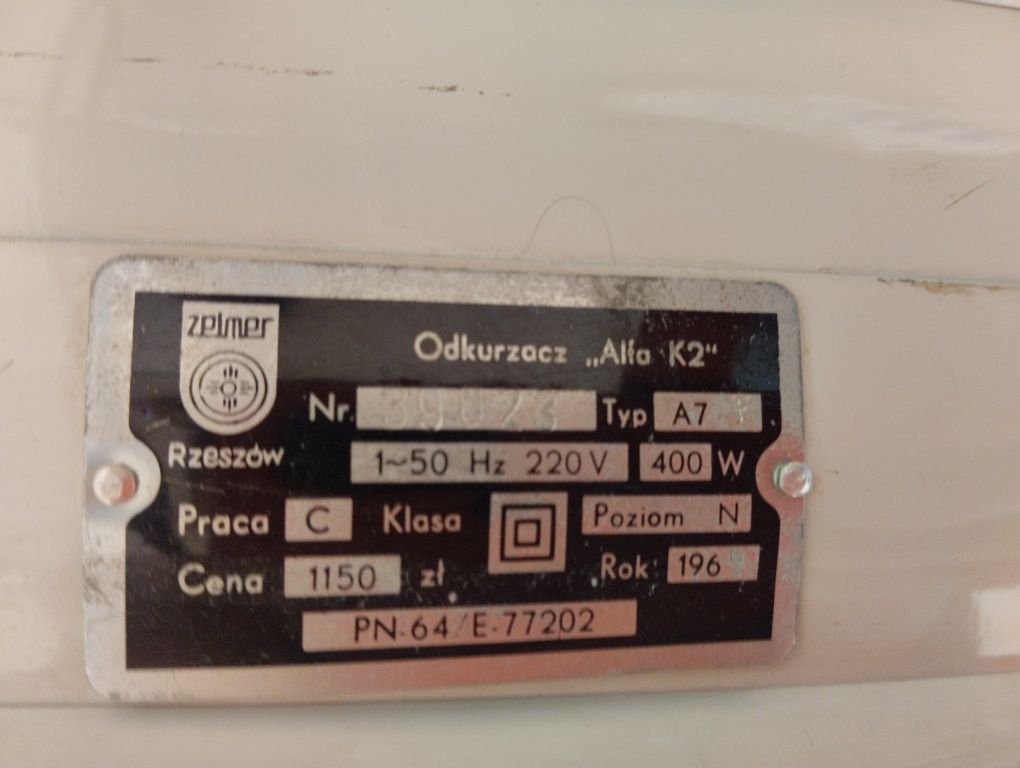 zelmer
Odkurzacz „Alfa K2"
Nr. Typ A7
Rzeszów 1~50 Hz 220V 400 W
Praca C Klasa Poziom N
Cena 1150 zł Rok 196
PN-64/E-77202